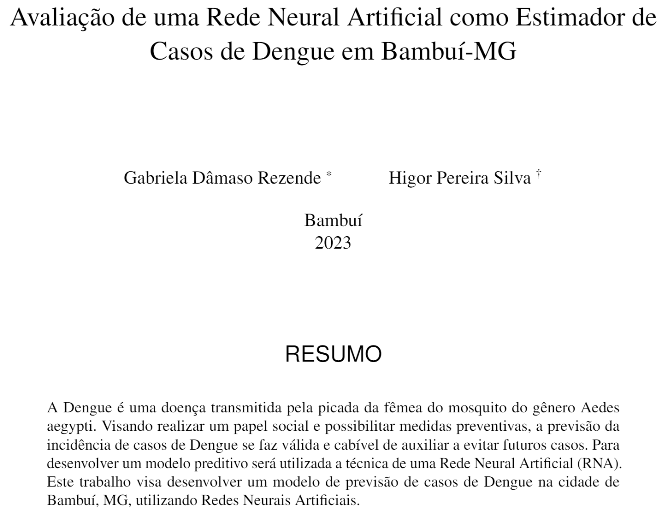 Avaliação de uma Rede Neural Artificial como Estimador de
Casos de Dengue em Bambuí-MG
Gabriela Dâmaso Rezende * Higor Pereira Silva †
Bambuí
2023
RESUMO
A Dengue é uma doença transmitida pela picada da fêmea do mosquito do gênero Aedes
aegypti. Visando realizar um papel social e possibilitar medidas preventivas, a previsão da
incidência de casos de Dengue se faz válida e cabível de auxiliar a evitar futuros casos. Para
desenvolver um modelo preditivo será utilizada a técnica de uma Rede Neural Artificial (RNA).
Este trabalho visa desenvolver um modelo de previsão de casos de Dengue na cidade de
Bambuí, MG, utilizando Redes Neurais Artificiais.